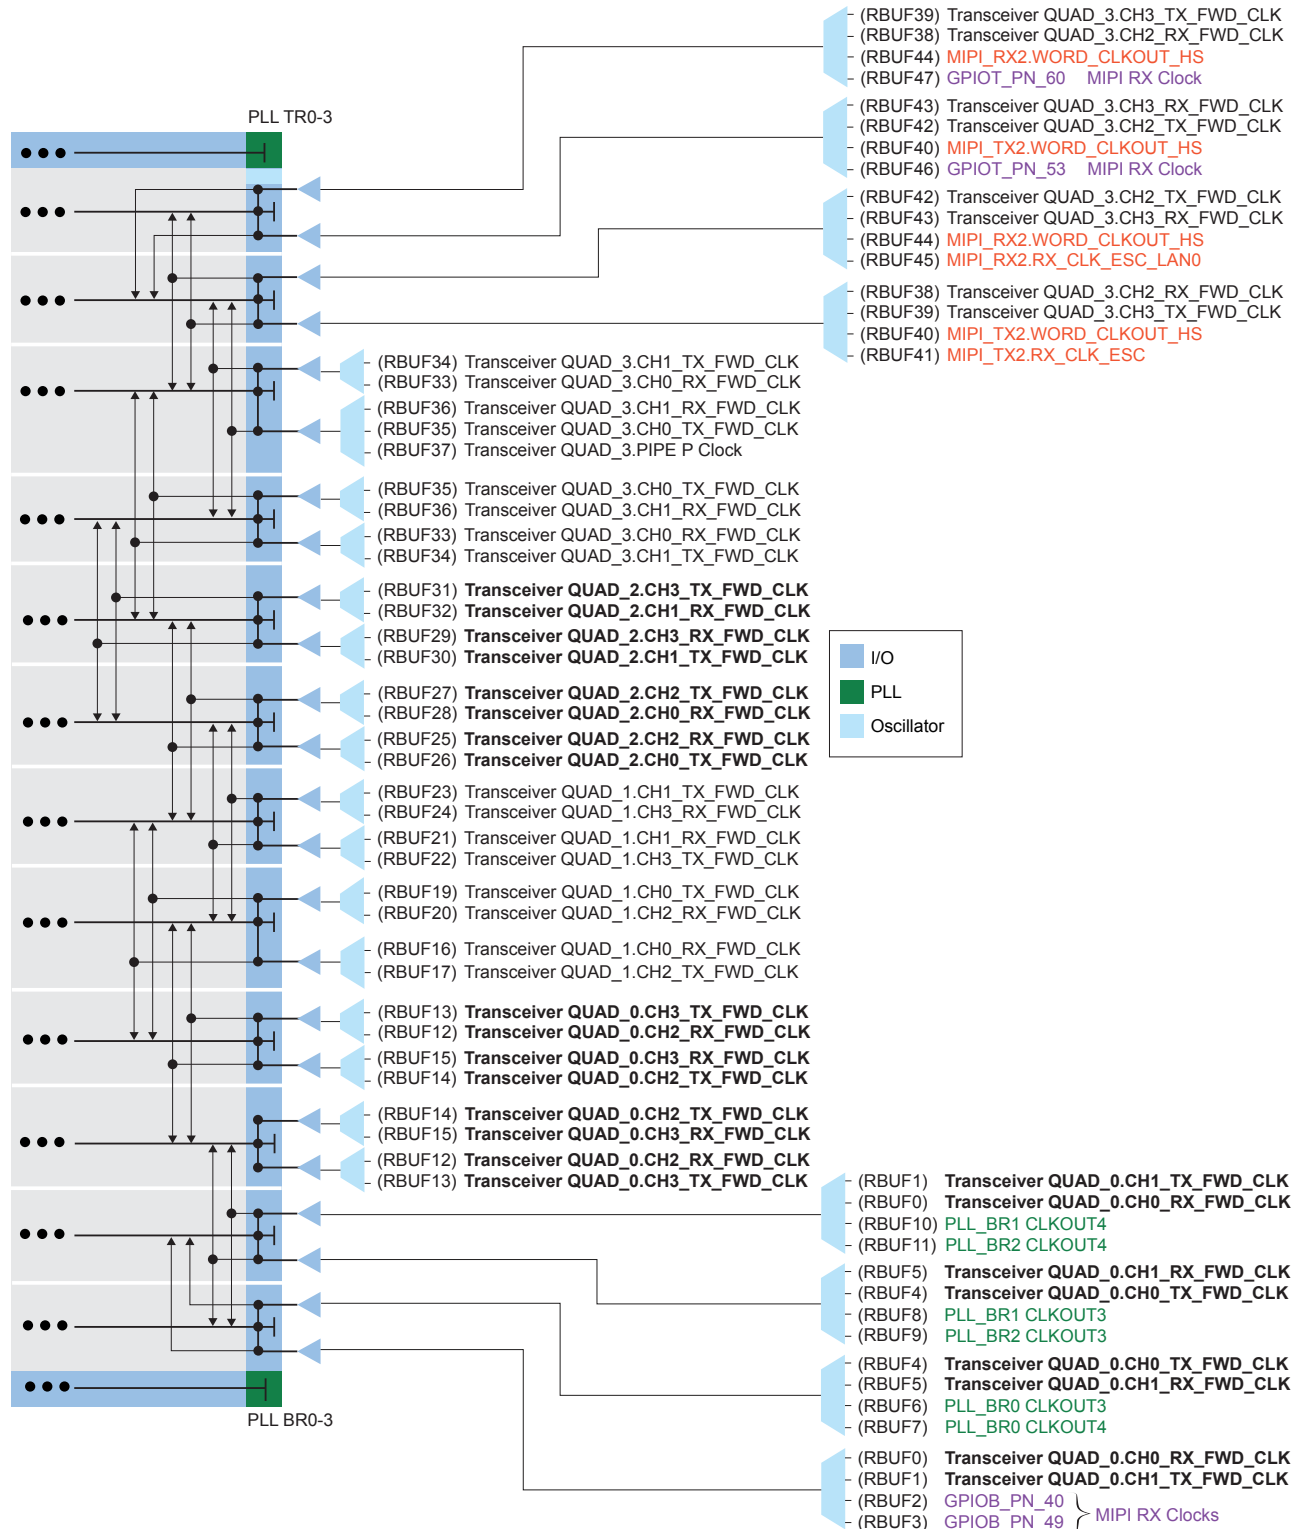 (RBUF39) Transceiver QUAD_3.CH3_TX_FWD_CLK
(RBUF38) Transceiver QUAD_3.CH2_RX_FWD_CLK
(RBUF44) MIPI_RX2.WORD_CLKOUT_HS
(RBUF47) GPIOT_PN_60 MIPI RX Clock
PLL TR0-3
(RBUF43) Transceiver QUAD_3.CH3_RX_FWD_CLK
(RBUF42) Transceiver QUAD_3.CH2_TX_FWD_CLK
(RBUF40) MIPI_TX2.WORD_CLKOUT_HS
(RBUF46) GPIOT_PN_53 MIPI RX Clock
(RBUF42) Transceiver QUAD_3.CH2_TX_FWD_CLK
(RBUF43) Transceiver QUAD_3.CH3_RX_FWD_CLK
(RBUF44) MIPI_RX2.WORD_CLKOUT_HS
(RBUF45) MIPI_RX2.RX_CLK_ESC_LAN0
(RBUF38) Transceiver QUAD_3.CH2_RX_FWD_CLK
(RBUF39) Transceiver QUAD_3.CH3_TX_FWD_CLK
(RBUF40) MIPI_TX2.WORD_CLKOUT_HS
(RBUF41) MIPI_TX2.RX_CLK_ESC
(RBUF34) Transceiver QUAD_3.CH1_TX_FWD_CLK
(RBUF33) Transceiver QUAD_3.CH0_RX_FWD_CLK
(RBUF36) Transceiver QUAD_3.CH1_RX_FWD_CLK
(RBUF35) Transceiver QUAD_3.CH0_TX_FWD_CLK
(RBUF37) Transceiver QUAD_3.PIPE P Clock
(RBUF35) Transceiver QUAD_3.CH0_TX_FWD_CLK
(RBUF36) Transceiver QUAD_3.CH1_RX_FWD_CLK
(RBUF33) Transceiver QUAD_3.CH0_RX_FWD_CLK
(RBUF34) Transceiver QUAD_3.CH1_TX_FWD_CLK
(RBUF31) Transceiver QUAD_2.CH3_TX_FWD_CLK
(RBUF32) Transceiver QUAD_2.CH1_RX_FWD_CLK
(RBUF29) Transceiver QUAD_2.CH3_RX_FWD_CLK
(RBUF30) Transceiver QUAD_2.CH1_TX_FWD_CLK
I/O
PLL
Oscillator
(RBUF27) Transceiver QUAD_2.CH2_TX_FWD_CLK
(RBUF28) Transceiver QUAD_2.CH0_RX_FWD_CLK
(RBUF25) Transceiver QUAD_2.CH2_RX_FWD_CLK
(RBUF26) Transceiver QUAD_2.CH0_TX_FWD_CLK
(RBUF23) Transceiver QUAD_1.CH1_TX_FWD_CLK
(RBUF24) Transceiver QUAD_1.CH3_RX_FWD_CLK
(RBUF21) Transceiver QUAD_1.CH1_RX_FWD_CLK
(RBUF22) Transceiver QUAD_1.CH3_TX_FWD_CLK
(RBUF19) Transceiver QUAD_1.CH0_TX_FWD_CLK
(RBUF20) Transceiver QUAD_1.CH2_RX_FWD_CLK
(RBUF16) Transceiver QUAD_1.CH0_RX_FWD_CLK
(RBUF17) Transceiver QUAD_1.CH2_TX_FWD_CLK
(RBUF13) Transceiver QUAD_0.CH3_TX_FWD_CLK
(RBUF12) Transceiver QUAD_0.CH2_RX_FWD_CLK
(RBUF15) Transceiver QUAD_0.CH3_RX_FWD_CLK
(RBUF14) Transceiver QUAD_0.CH2_TX_FWD_CLK
(RBUF14) Transceiver QUAD_0.CH2_TX_FWD_CLK
(RBUF15) Transceiver QUAD_0.CH3_RX_FWD_CLK
(RBUF12) Transceiver QUAD_0.CH2_RX_FWD_CLK
(RBUF13) Transceiver QUAD_0.CH3_TX_FWD_CLK
(RBUF1) Transceiver QUAD_0.CH1_TX_FWD_CLK
(RBUF0) Transceiver QUAD_0.CH0_RX_FWD_CLK
(RBUF10) PLL_BR1 CLKOUT4
(RBUF11) PLL_BR2 CLKOUT4
(RBUF5) Transceiver QUAD_0.CH1_RX_FWD_CLK
(RBUF4) Transceiver QUAD_0.CH0_TX_FWD_CLK
(RBUF8) PLL_BR1 CLKOUT3
(RBUF9) PLL_BR2 CLKOUT3
(RBUF4) Transceiver QUAD_0.CH0_TX_FWD_CLK
(RBUF5) Transceiver QUAD_0.CH1_RX_FWD_CLK
(RBUF6) PLL_BR0 CLKOUT3
(RBUF7) PLL_BR0 CLKOUT4
PLL BR0-3
(RBUF0) Transceiver QUAD_0.CH0_RX_FWD_CLK
(RBUF1) Transceiver QUAD_0.CH1_TX_FWD_CLK
(RBUF2) GPIOB_PN_40
(RBUF3) GPIOB_PN_49
MIPI RX Clocks